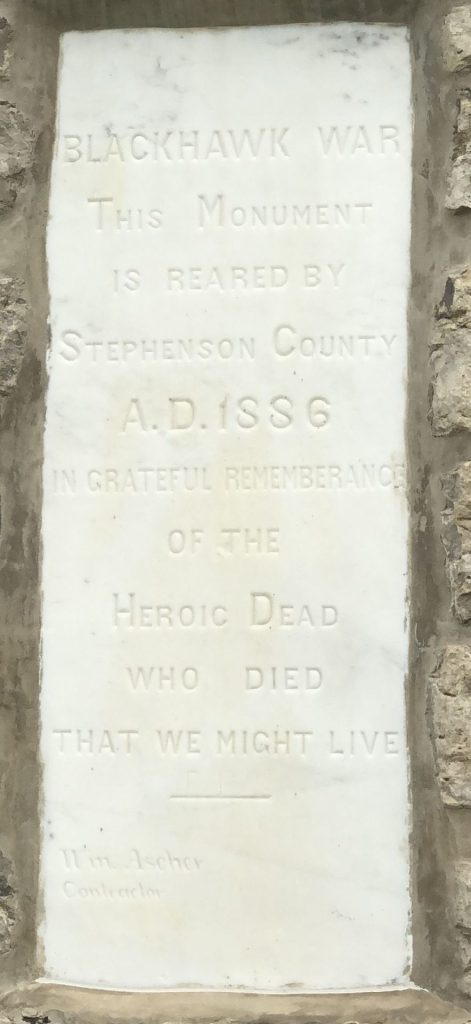 BLACKHAWK WAR
THIS MONUMENT
IS REARED BY
STEPHENSON COUNTY
A.D. 1886
IN GRATEFUL REMEMBERANCE
OF THE
HEROIC DEAD
WHO DIED
THAT WE MIGHT LIVE
Wm. Ascher
Contractor